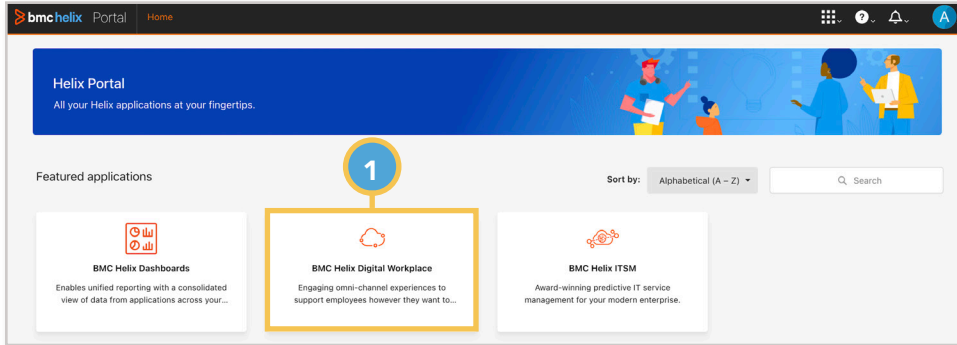 bmc helix Portal Home
A
Helix Portal
All your Helix applications at your fingertips.
1
Featured applications
Sort by: Alphabetical (A – Z) Search
BMC Helix Dashboards
Enables unified reporting with a consolidated
view of data from applications across your...
BMC Helix Digital Workplace
Engaging omni-channel experiences to
support employees however they want to...
BMC Helix ITSM
Award-winning predictive IT service
management for your modern enterprise.